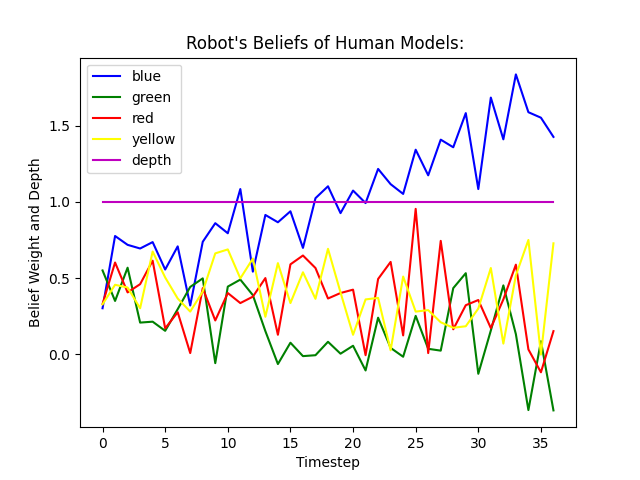 Robot's Beliefs of Human Models:
blue
green
red
yellow
depth
Belief Weight and Depth
1.5
1.0
0.5
0.0
0 5 10 15 20 25 30 35
Timestep